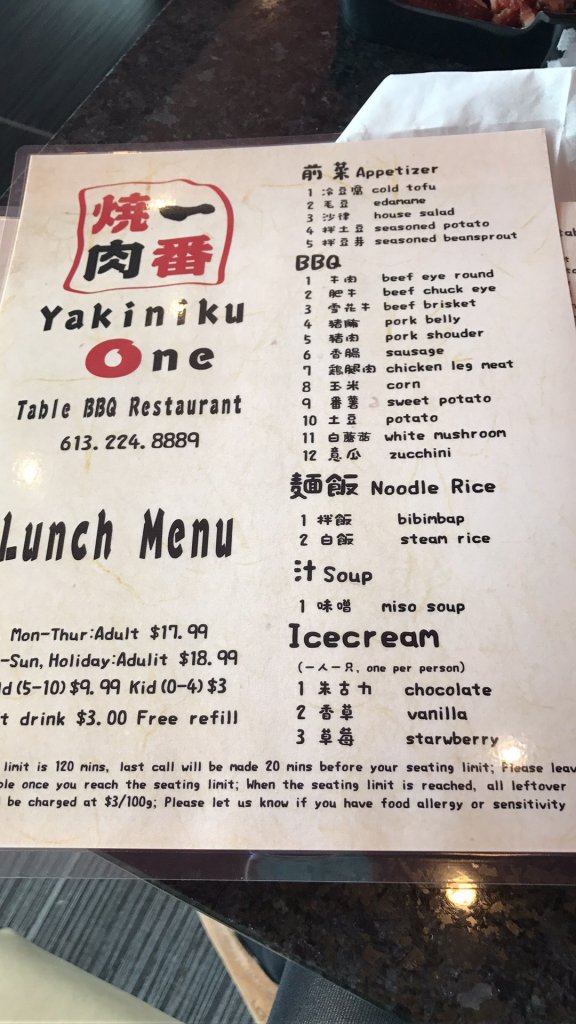 燒一
肉番
Yakiniku
One
Table BBQ Restaurant
613.224.8889
Lunch Menu
Mon-Thur:Adult $17.99
-Sun, Holiday:Adulit $18.99
d (5-10) $9.99 Kid (0-4) $3
t drink $3.00 Free refill
前菜 Appetizer
1 冷豆腐 cold tofu
2 毛豆 edamame
3 沙律 house salad
4 拌土豆 seasoned potato
5 拌豆芽 seasoned beansprout
BBQ
1 牛肉 beef eye round
2 肥牛 beef chuck eye
3 雪花牛 beef brisket
4 豬腩 pork belly
5 豬肉 pork shouder
6 香腸 sausage
7 鶏腿肉 chicken leg meat
8 玉米 corn
9 番薯 sweet potato
10 土豆 potato
11 白蘑菇 white mushroom
12 意瓜 zucchini
麵飯 Noodle Rice
1 拌飯 bibimbap
2 白飯 steam rice
汁 Soup
1 味噌 miso soup
Icecream
(一人一只, one per person)
1 朱古力 chocolate
2 香草 vanilla
3 草莓 starwberry
limit is 120 mins, last call will be made 20 mins before your seating limit; Please leav
ble once you reach the seating limit; When the seating limit is reached, all leftover
be charged at $3/100g; Please let us know if you have food allergy or sensitivity